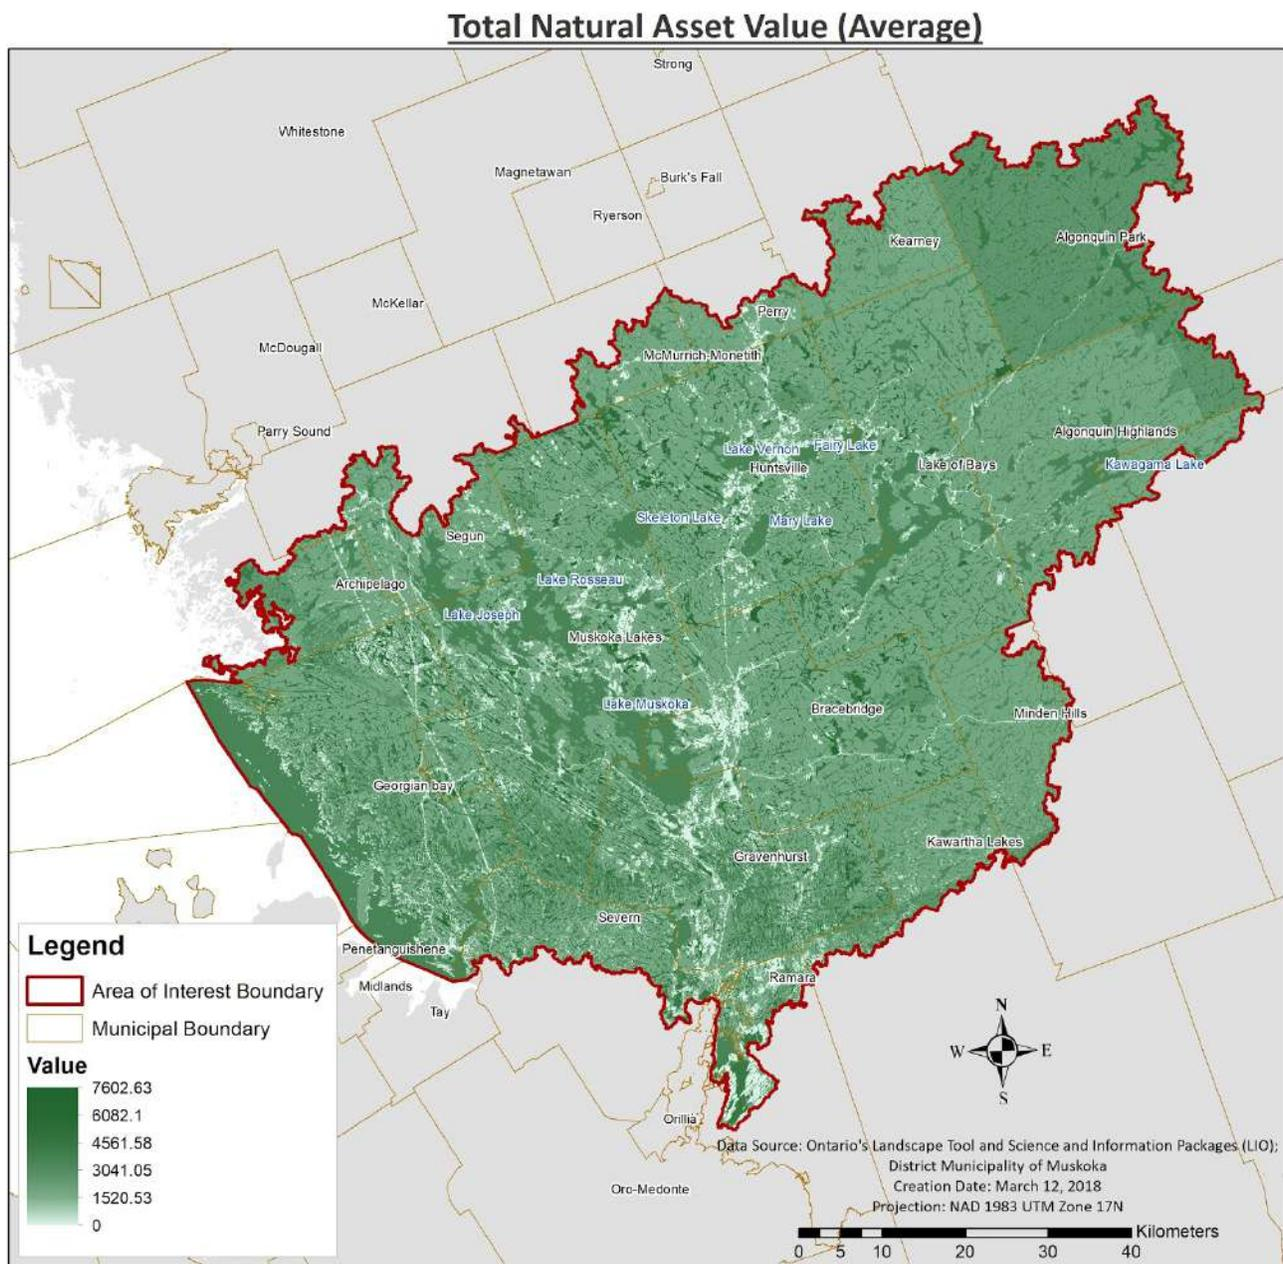 Total Natural Asset Value (Average)
Strong
Whitestone
Magnetawan
Burk's Fall
Ryerson
Kearney
Algonquin Park
McKellar
Perry
McDougall
McMurrich-Monetith
Parry Sound
Algonquin Highlands
Lake Vernon
Fairy Lake
Huntsville
Lake of Bays
Kawagama Lake
Skeleton Lake
Mary Lake
Segun
Archipelago
Lake Rosseau
Lake Joseph
Muskoka Lakes
Lake Muskoka
Bracebridge
Minden Hills
Georgian bay
Kawartha Lakes
Gravenhurst
Severn
Penetanguishene
Ramara
Midlands
Tay
Orillia
Oro-Medonte
Legend
Area of Interest Boundary
Municipal Boundary
Value
7602.63
6082.1
4561.58
3041.05
1520.53
0
N
W
E
S
Data Source: Ontario's Landscape Tool and Science and Information Packages (LIO);
District Municipality of Muskoka
Creation Date: March 12, 2018
Projection: NAD 1983 UTM Zone 17N
Kilometers
0 5 10 20 30 40